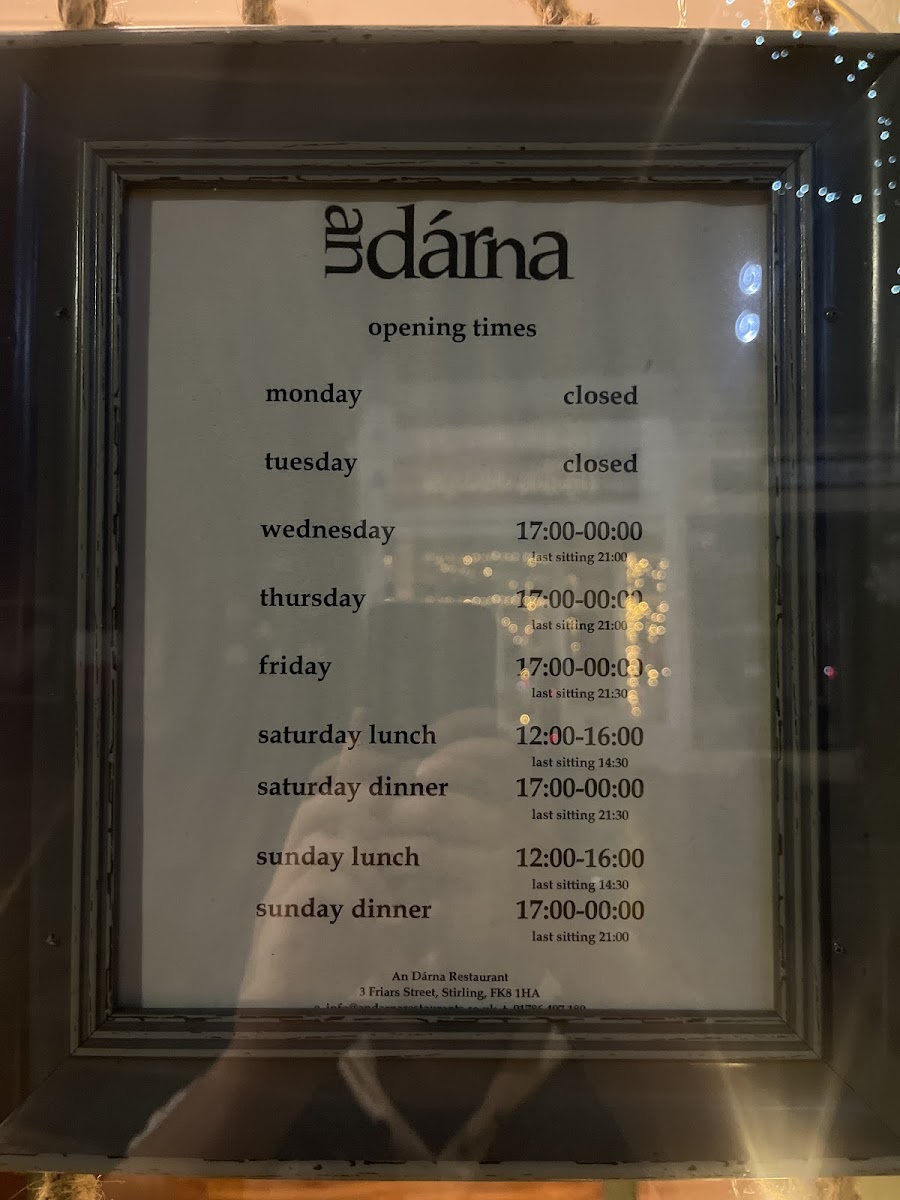 an dárna
opening times
monday closed
tuesday closed
wednesday 17:00-00:00
last sitting 21:00
thursday 17:00-00:00
last sitting 21:00
friday 17:00-00:00
last sitting 21:30
saturday lunch 12:00-16:00
last sitting 14:30
saturday dinner 17:00-00:00
last sitting 21:30
sunday lunch 12:00-16:00
last sitting 14:30
sunday dinner 17:00-00:00
last sitting 21:00
An Dárna Restaurant
3 Friars Street, Stirling, FK8 1HA